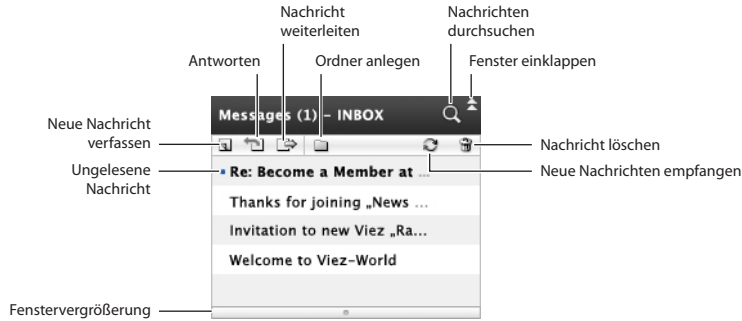 Nachricht
weiterleiten
Nachrichten
durchsuchen
Antworten
Ordner anlegen
Fenster einklappen
Messages (1) – INBOX
Neue Nachricht
verfassen
Nachricht löschen
Ungelesene
Nachricht
Neue Nachrichten empfangen
Re: Become a Member at ...
Thanks for joining „News ...
Invitation to new Viez „Ra...
Welcome to Viez-World
Fenstervergrößerung